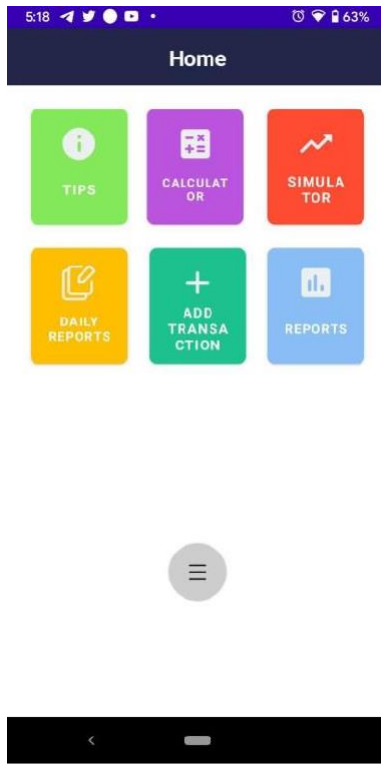 5:18 63%
Home
TIPS
CALCULAT
OR
SIMULA
TOR
DAILY
REPORTS
ADD
TRANSA
CTION
REPORTS